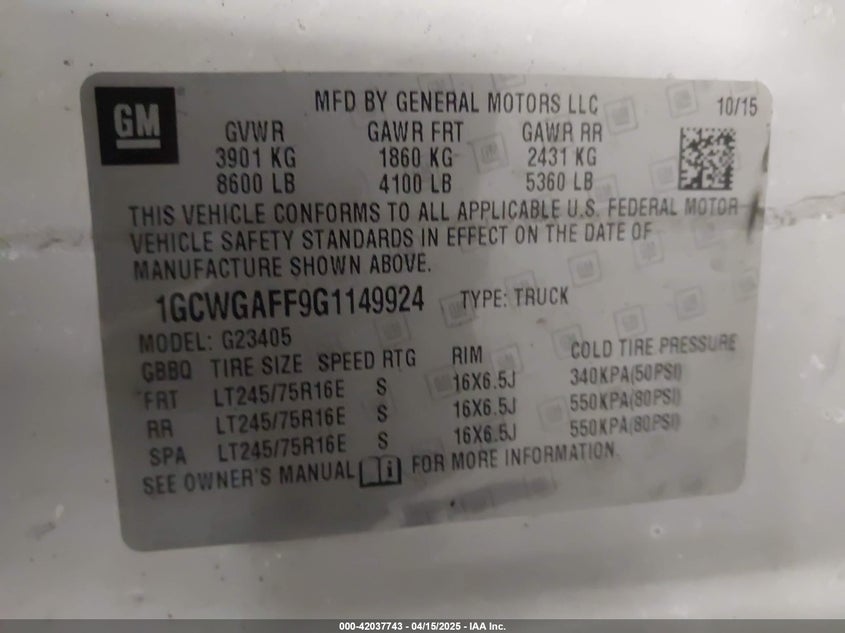 GM
MFD BY GENERAL MOTORS LLC 10/15
GVWR GAWR FRT GAWR RR
3901 KG 1860 KG 2431 KG
8600 LB 4100 LB 5360 LB
THIS VEHICLE CONFORMS TO ALL APPLICABLE U.S. FEDERAL MOTOR
VEHICLE SAFETY STANDARDS IN EFFECT ON THE DATE OF
MANUFACTURE SHOWN ABOVE.
1GCWGAFF9G1149924 TYPE: TRUCK
MODEL: G23405
GBBQ TIRE SIZE SPEED RTG RIM COLD TIRE PRESSURE
FRT LT245/75R16E S 16X6.5J 340KPA(50PSI)
RR LT245/75R16E S 16X6.5J 550KPA(80PSI)
SPA LT245/75R16E S 16X6.5J 550KPA(80PSI)
SEE OWNER'S MANUAL i FOR MORE INFORMATION.
000-42037743 - 04/15/2025 - IAA Inc.